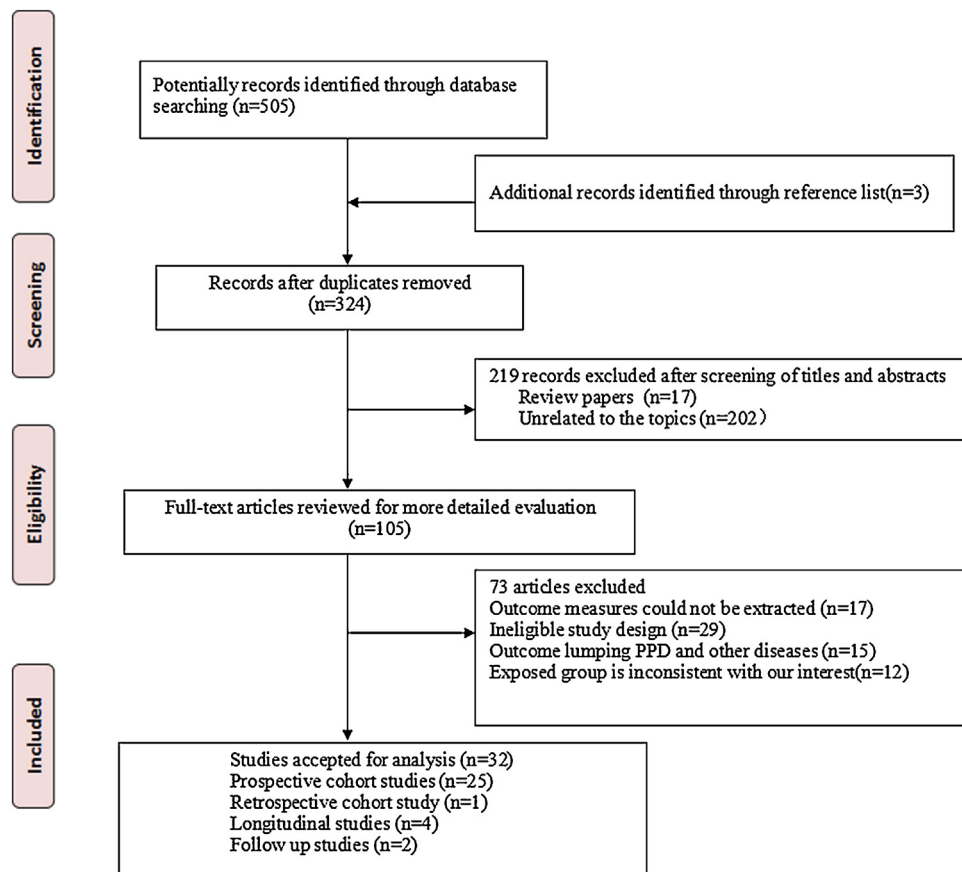 Identification
Potentially records identified through database
searching (n=505)
Additional records identified through reference list(n=3)
Screening
Records after duplicates removed
(n=324)
219 records excluded after screening of titles and abstracts
Review papers (n=17)
Unrelated to the topics (n=202）
Eligibility
Full-text articles reviewed for more detailed evaluation
(n=105)
73 articles excluded
Outcome measures could not be extracted (n=17)
Ineligible study design (n=29)
Outcome lumping PPD and other diseases (n=15)
Exposed group is inconsistent with our interest(n=12)
Included
Studies accepted for analysis (n=32)
Prospective cohort studies (n=25)
Retrospective cohort study (n=1)
Longitudinal studies (n=4)
Follow up studies (n=2)